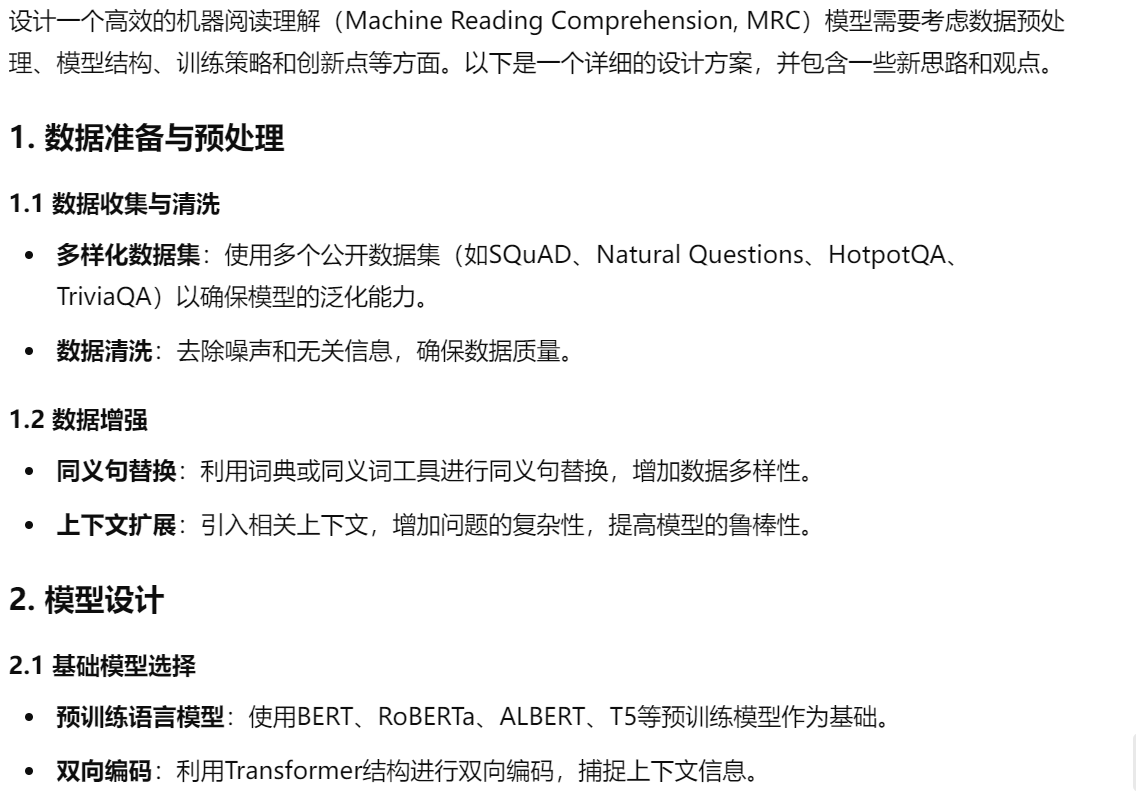 设计一个高效的机器阅读理解（Machine Reading Comprehension, MRC）模型需要考虑数据预处
理、模型结构、训练策略和创新点等方面。以下是一个详细的设计方案，并包含一些新思路和观点。
1. 数据准备与预处理
1.1 数据收集与清洗
• 多样化数据集：使用多个公开数据集（如SQuAD、Natural Questions、HotpotQA、
TriviaQA）以确保模型的泛化能力。
• 数据清洗：去除噪声和无关信息，确保数据质量。
1.2 数据增强
• 同义句替换：利用词典或同义词工具进行同义句替换，增加数据多样性。
• 上下文扩展：引入相关上下文，增加问题的复杂性，提高模型的鲁棒性。
2. 模型设计
2.1 基础模型选择
• 预训练语言模型：使用BERT、RoBERTa、ALBERT、T5等预训练模型作为基础。
• 双向编码：利用Transformer结构进行双向编码，捕捉上下文信息。